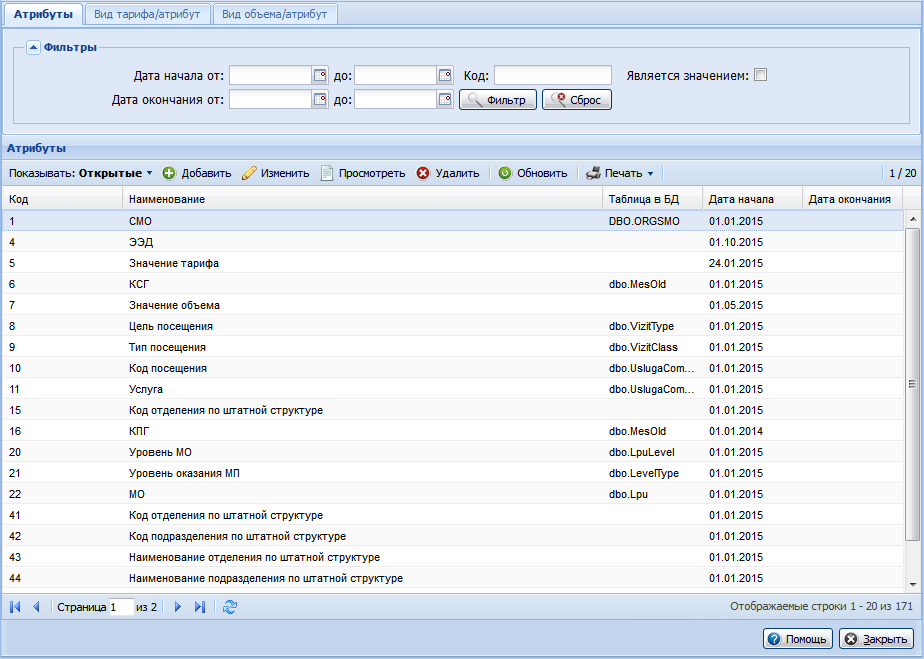 Атрибуты Вид тарифа/атрибут Вид объема/атрибут
Фильтры
Дата начала от: до: Код: Является значением:
Дата окончания от: до: Фильтр Сброс
Атрибуты
Показывать: Открытые Добавить Изменить Просмотреть Удалить Обновить Печать 1 / 20
Код Наименование Таблица в БД Дата начала Дата окончания
1 СМО DBO.ORGSMO 01.01.2015
4 ЭЭД 01.10.2015
5 Значение тарифа 24.01.2015
6 КСГ dbo.MesOld 01.01.2015
7 Значение объема 01.05.2015
8 Цель посещения dbo.VizitType 01.01.2015
9 Тип посещения dbo.VizitClass 01.01.2015
10 Код посещения dbo.UslugaCom... 01.01.2015
11 Услуга dbo.UslugaCom... 01.01.2015
15 Код отделения по штатной структуре 01.01.2015
16 КПГ dbo.MesOld 01.01.2014
20 Уровень МО dbo.LpuLevel 01.01.2015
21 Уровень оказания МП dbo.LevelType 01.01.2015
22 МО dbo.Lpu 01.01.2015
41 Код отделения по штатной структуре 01.01.2015
42 Код подразделения по штатной структуре 01.01.2015
43 Наименование отделения по штатной структуре 01.01.2015
44 Наименование подразделения по штатной структуре 01.01.2015
Страница 1 из 2 Отображаемые строки 1 - 20 из 171
Помощь Закрыть